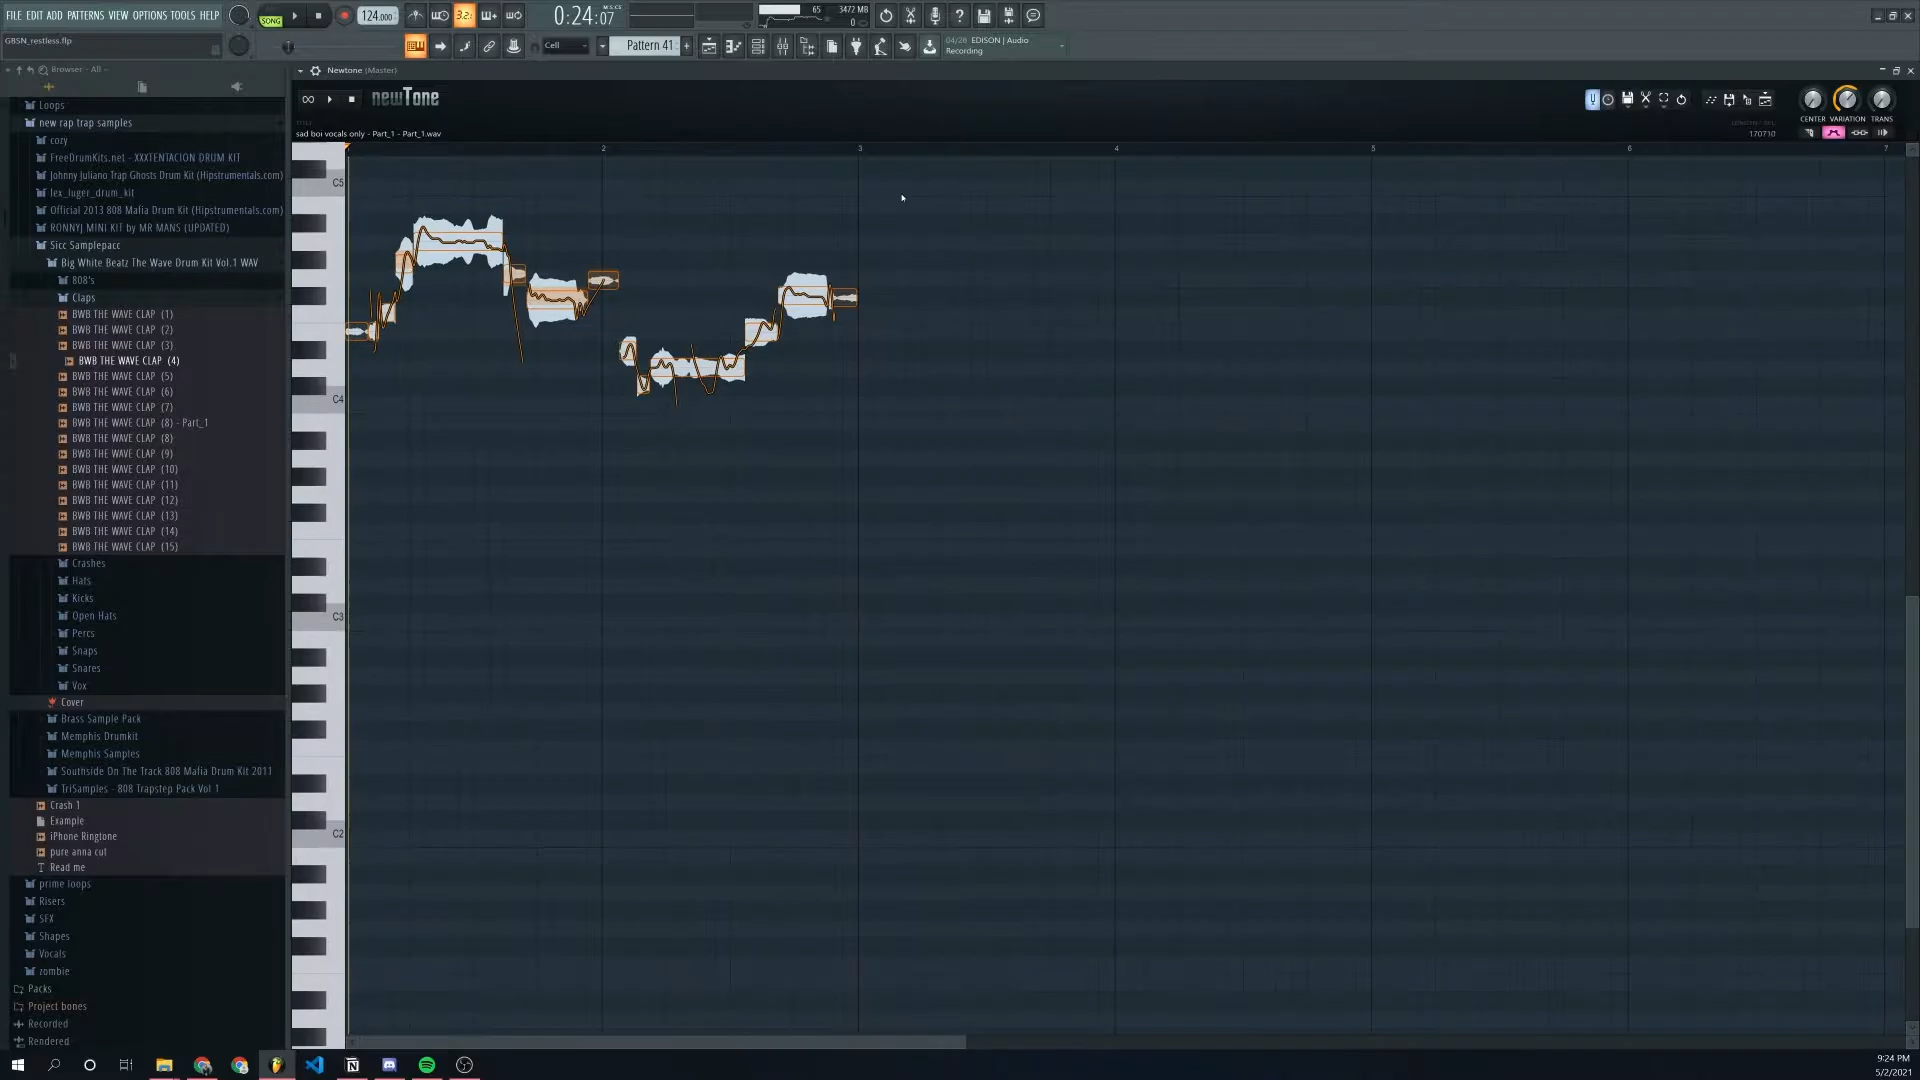 FILE EDIT ADD PATTERNS VIEW OPTIONS TOOLS HELP
SONG
124.000
3.2:
0:24:07
M:S:CS
65
3472 MB
0
GBSN_restless.flp
Cell
Pattern 41
04/28 EDISON | Audio
Recording
Browser - All
Newtone (Master)
newTone
CENTER VARIATION TRANS
sad boi vocals only - Part_1 - Part_1.wav
170710
2 3 4 5 6 7
C5
C4
C3
C2
Loops
new rap trap samples
cozy
FreeDrumKits.net - XXXTENTACION DRUM KIT
Johnny Juliano Trap Ghosts Drum Kit (Hipstrumentals.com)
lex_luger_drum_kit
Official 2013 808 Mafia Drum Kit (Hipstrumentals.com)
RONNYJ MINI KIT by MR MANS (UPDATED)
Sicc Samplepacc
Big White Beatz The Wave Drum Kit Vol.1 WAV
808's
Claps
BWB THE WAVE CLAP (1)
BWB THE WAVE CLAP (2)
BWB THE WAVE CLAP (3)
BWB THE WAVE CLAP (4)
BWB THE WAVE CLAP (5)
BWB THE WAVE CLAP (6)
BWB THE WAVE CLAP (7)
BWB THE WAVE CLAP (8) - Part_1
BWB THE WAVE CLAP (8)
BWB THE WAVE CLAP (9)
BWB THE WAVE CLAP (10)
BWB THE WAVE CLAP (11)
BWB THE WAVE CLAP (12)
BWB THE WAVE CLAP (13)
BWB THE WAVE CLAP (14)
BWB THE WAVE CLAP (15)
Crashes
Hats
Kicks
Open Hats
Percs
Snaps
Snares
Vox
Cover
Brass Sample Pack
Memphis Drumkit
Memphis Samples
Southside On The Track 808 Mafia Drum Kit 2011
TriSamples - 808 Trapstep Pack Vol 1
Crash 1
Example
iPhone Ringtone
pure anna cut
Read me
prime loops
Risers
SFX
Shapes
Vocals
zombie
Packs
Project bones
Recorded
Rendered
9:24 PM
5/2/2021